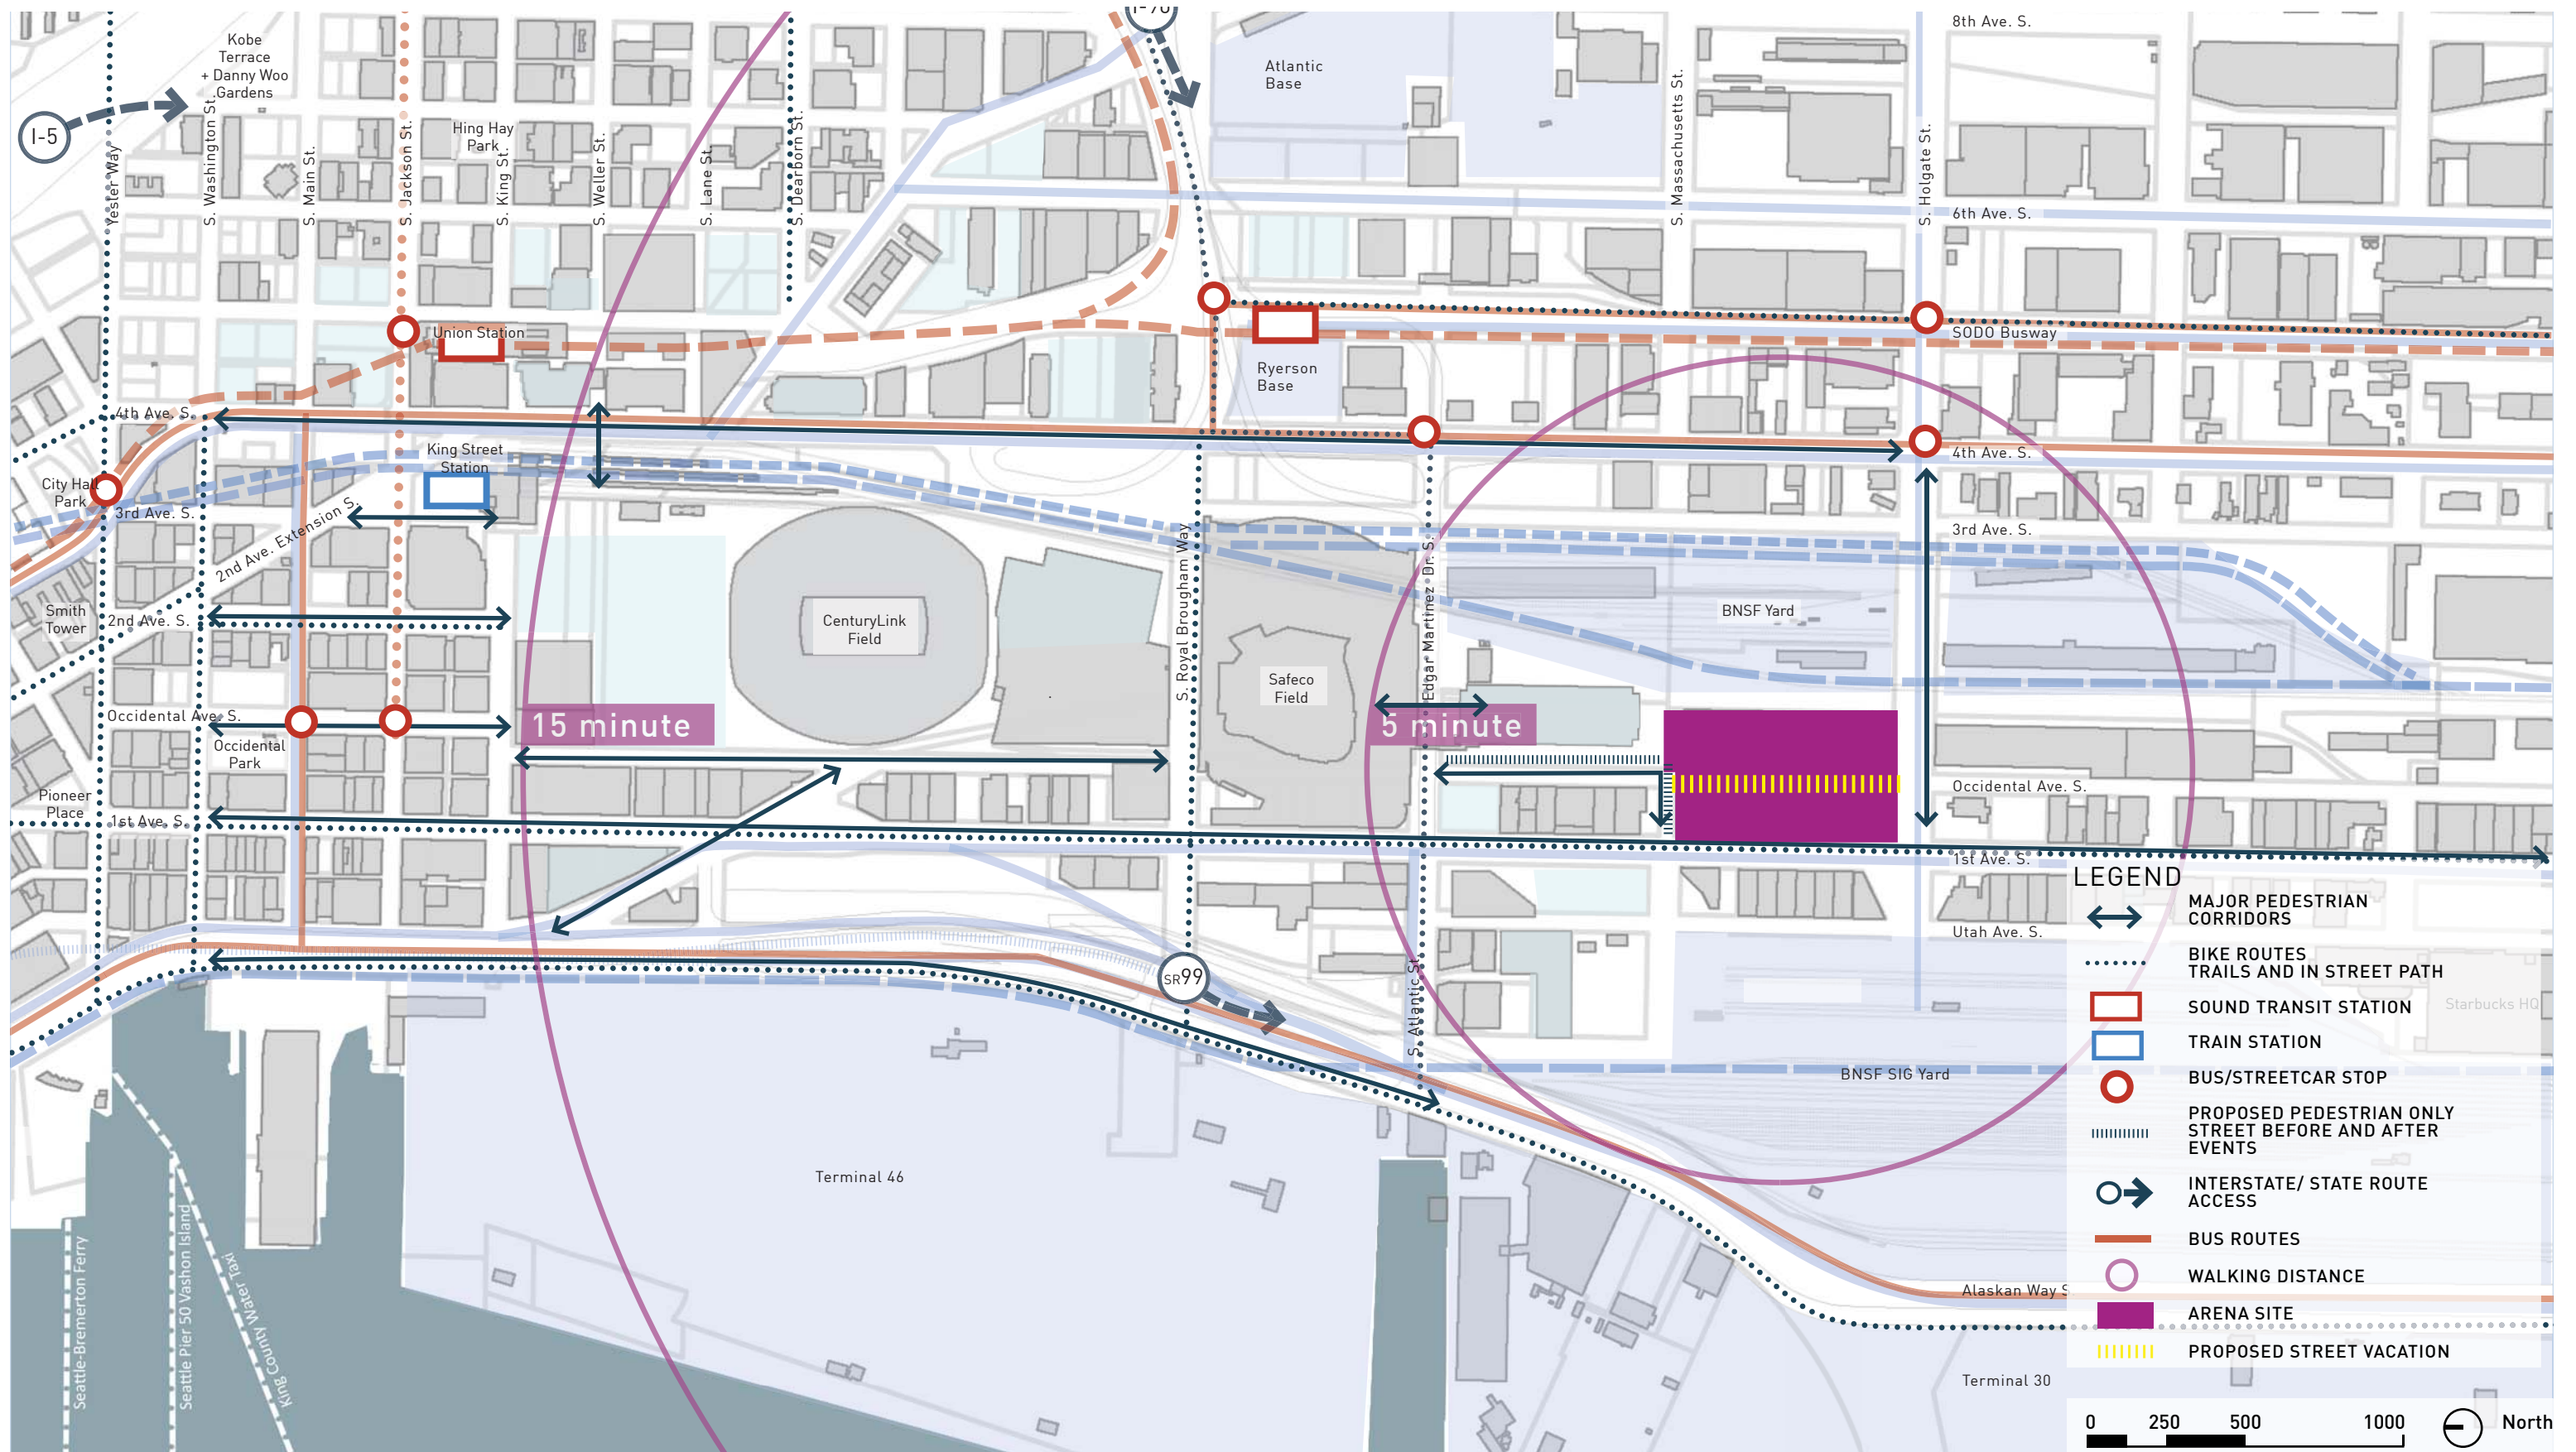 8th Ave. S.
I-90
Kobe
Terrace
+ Danny Woo
Gardens
Atlantic
Base
I-5
Hing Hay
Park
Yester Way
S. Washington St.
S. Main St.
S. Jackson St.
S. King St.
S. Weller St.
S. Lane St.
S. Dearborn St.
S. Massachusetts St.
S. Holgate St.
6th Ave. S.
Union Station
SODO Busway
Ryerson
Base
4th Ave. S.
4th Ave. S.
King Street
Station
City Hall
Park
3rd Ave. S.
2nd Ave. Extension S.
3rd Ave. S.
S. Royal Brougham Way
Edgar Martinez Dr. S.
Smith
Tower
2nd Ave. S.
CenturyLink
Field
Safeco
Field
BNSF Yard
Occidental Ave. S.
15 minute
5 minute
Occidental
Park
Occidental Ave. S.
Pioneer
Place
1st Ave. S.
1st Ave. S.
Utah Ave. S.
SR99
S. Atlantic St.
Starbucks HQ
BNSF SIG Yard
Terminal 46
Alaskan Way S.
Terminal 30
Seattle-Bremerton Ferry
Seattle Pier 50 Vashon Island
King County Water Taxi
LEGEND
MAJOR PEDESTRIAN
CORRIDORS
BIKE ROUTES
TRAILS AND IN STREET PATH
SOUND TRANSIT STATION
TRAIN STATION
BUS/STREETCAR STOP
PROPOSED PEDESTRIAN ONLY
STREET BEFORE AND AFTER
EVENTS
INTERSTATE/ STATE ROUTE
ACCESS
BUS ROUTES
WALKING DISTANCE
ARENA SITE
PROPOSED STREET VACATION
0 250 500 1000
North